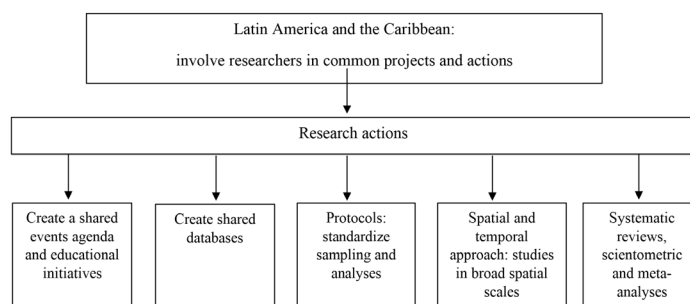 Latin America and the Caribbean:
involve researchers in common projects and actions
Research actions
Create a shared
events agenda
and educational
initiatives
Create shared
databases
Protocols:
standardize
sampling and
analyses
Spatial and
temporal
approach: studies
in broad spatial
scales
Systematic
reviews,
scientometric
and meta-
analyses